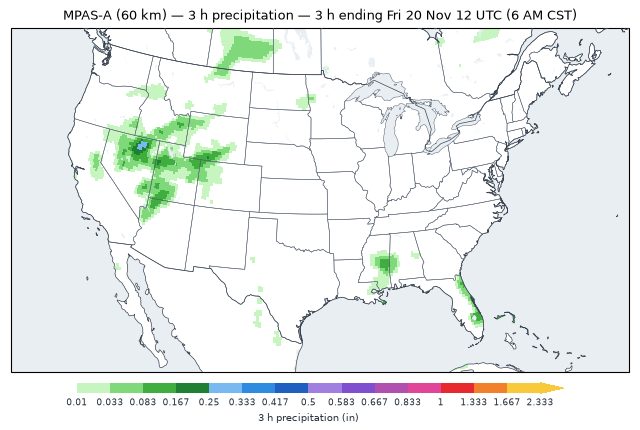 MPAS-A (60 km) — 3 h precipitation — 3 h ending Fri 20 Nov 12 UTC (6 AM CST)
0.01 0.033 0.083 0.167 0.25 0.333 0.417 0.5 0.583 0.667 0.833 1 1.333 1.667 2.333
3 h precipitation (in)